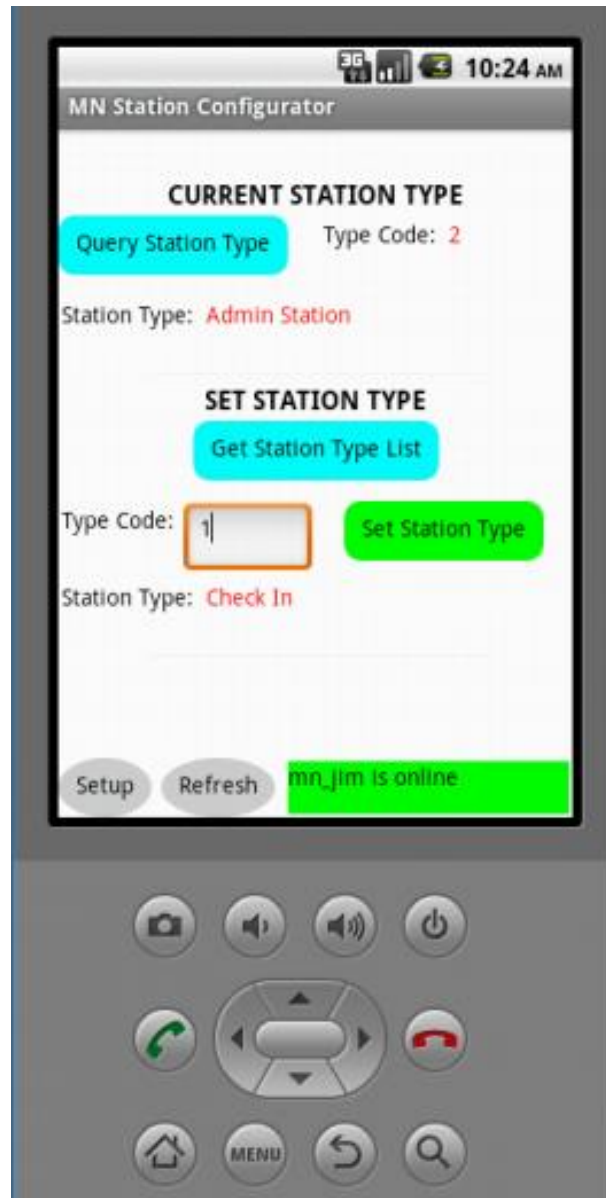 3G
10:24 AM
MN Station Configurator
CURRENT STATION TYPE
Query Station Type
Type Code: 2
Station Type: Admin Station
SET STATION TYPE
Get Station Type List
Type Code: 1
Set Station Type
Station Type: Check In
Setup
Refresh
mn_jim is online
MENU